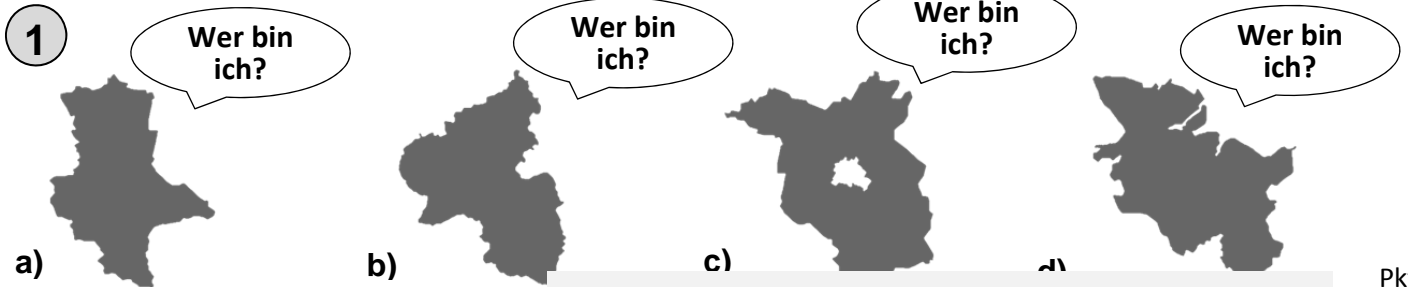 1
Wer bin
ich?
Wer bin
ich?
Wer bin
ich?
Wer bin
ich?
a)
b)
c)
d)
Pk